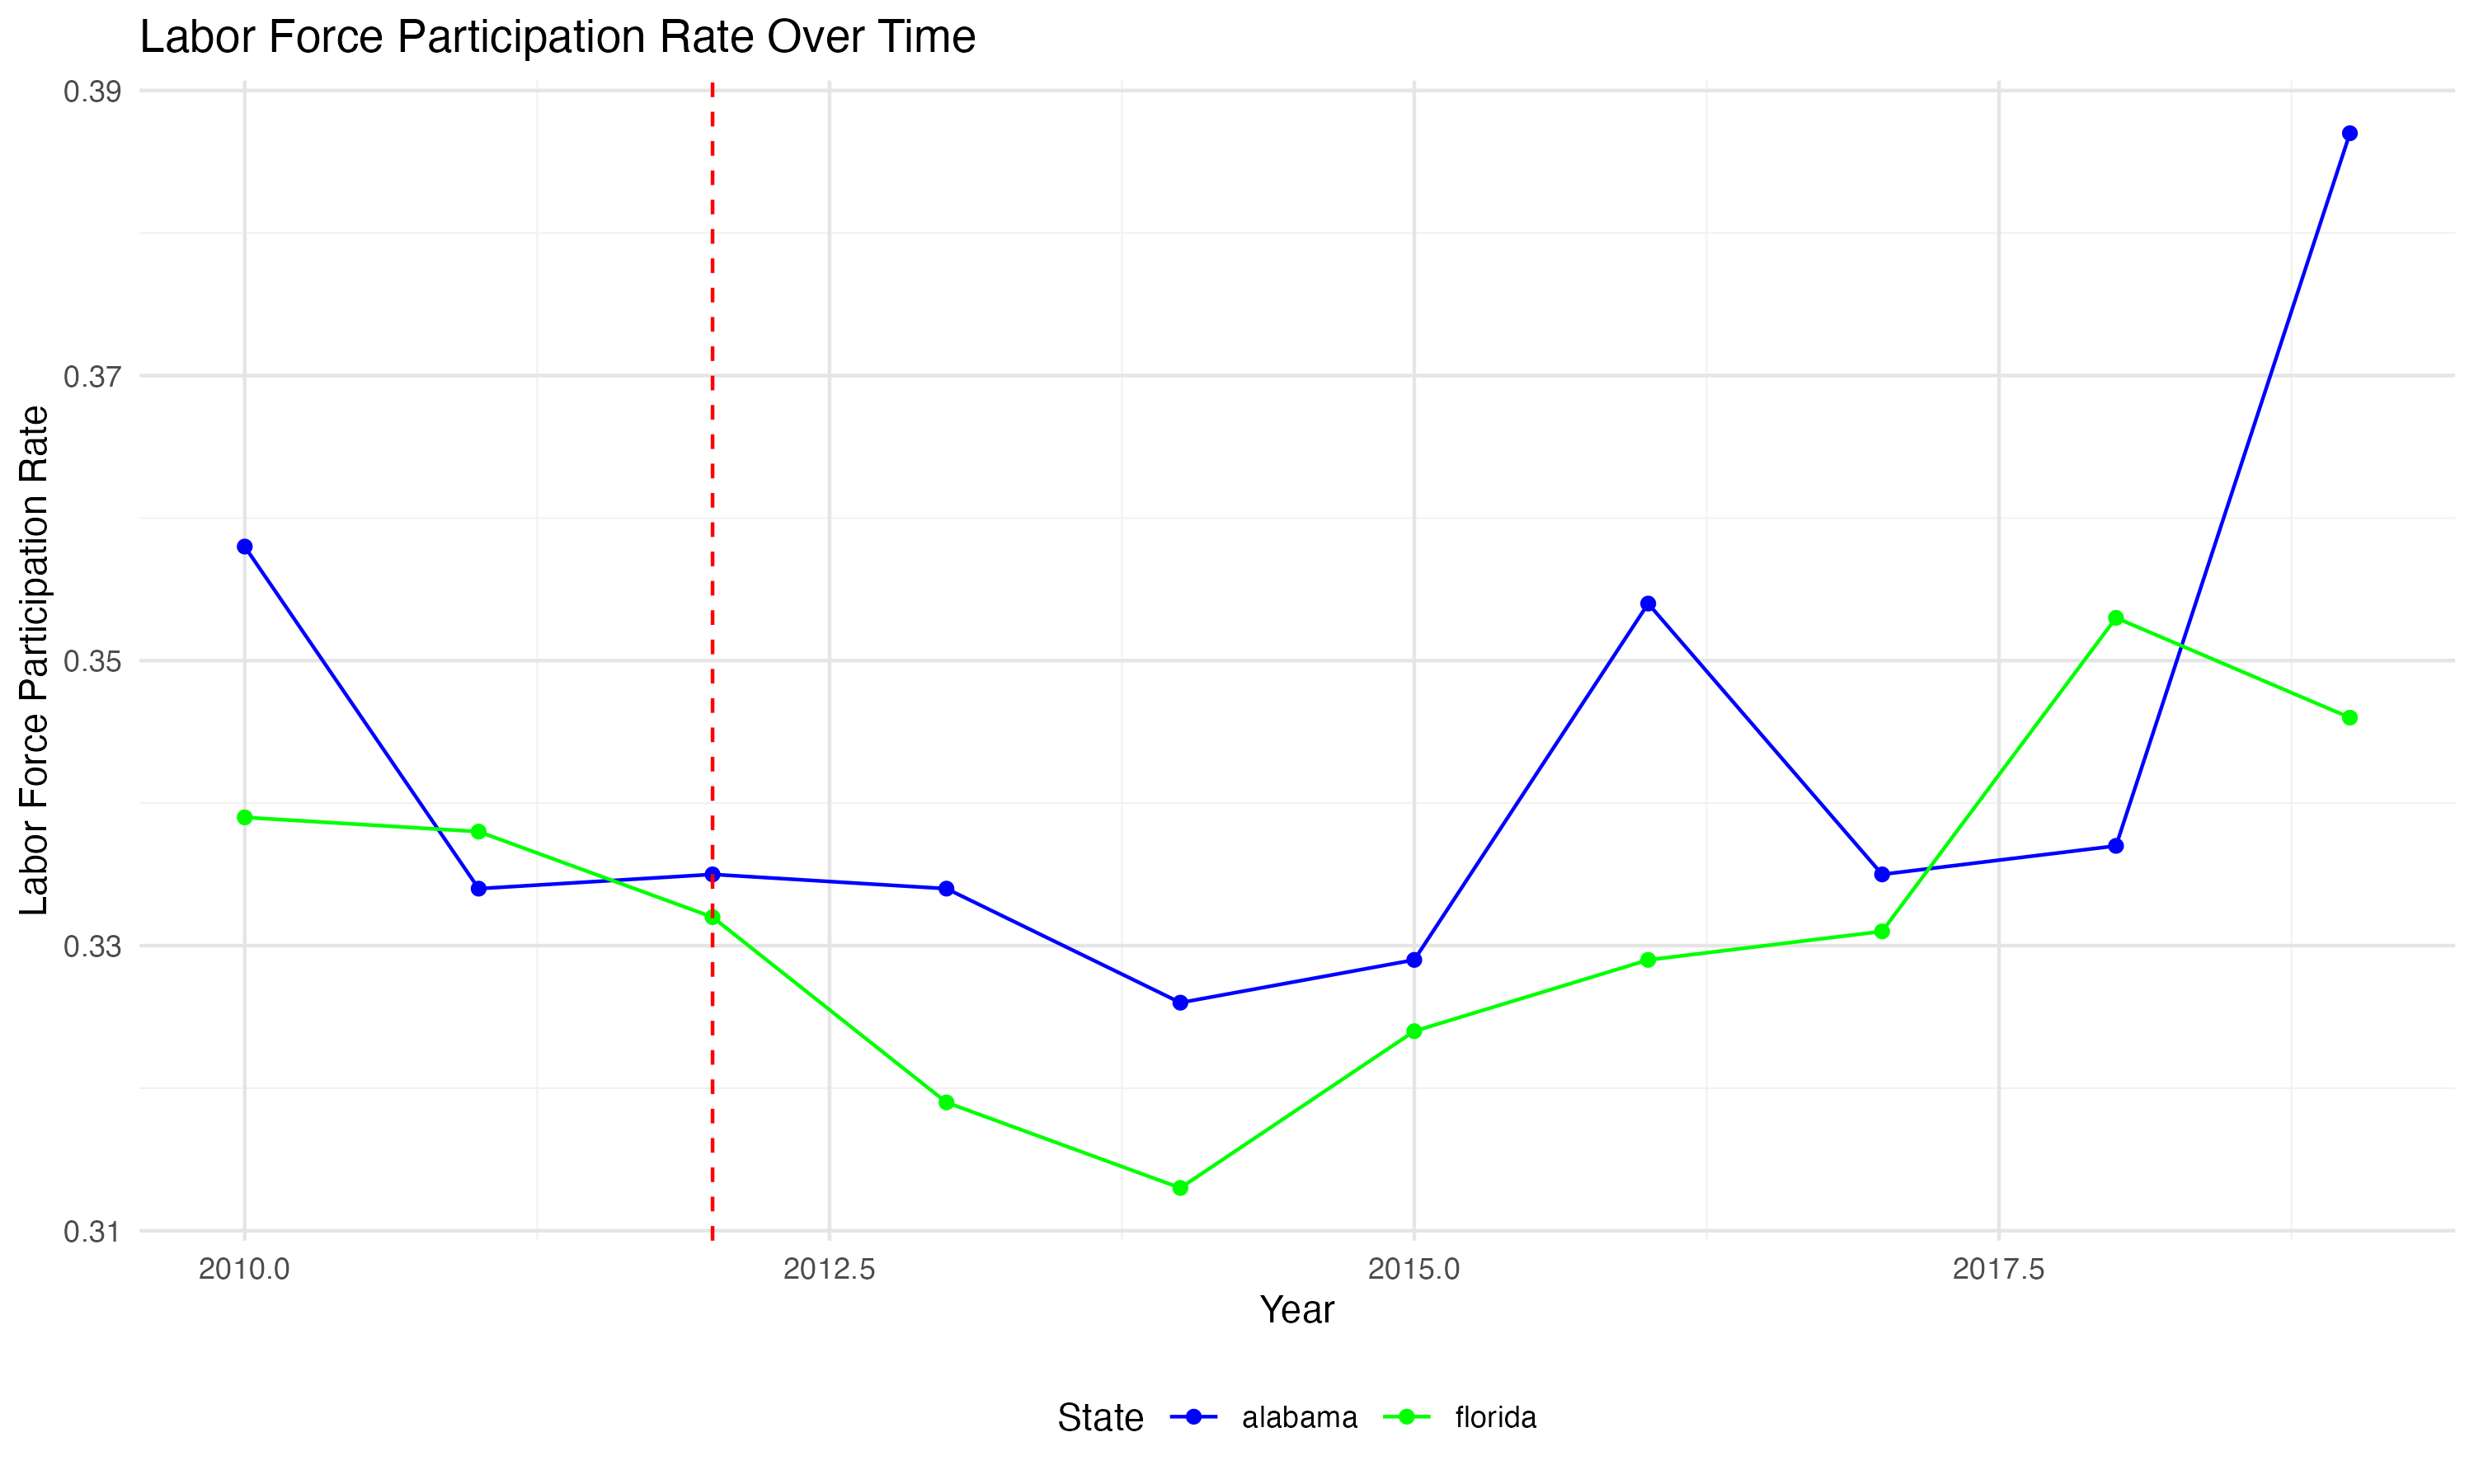 Labor Force Participation Rate Over Time
Labor Force Participation Rate
0.39
0.37
0.35
0.33
0.31
2010.0 2012.5 2015.0 2017.5
Year
State alabama florida